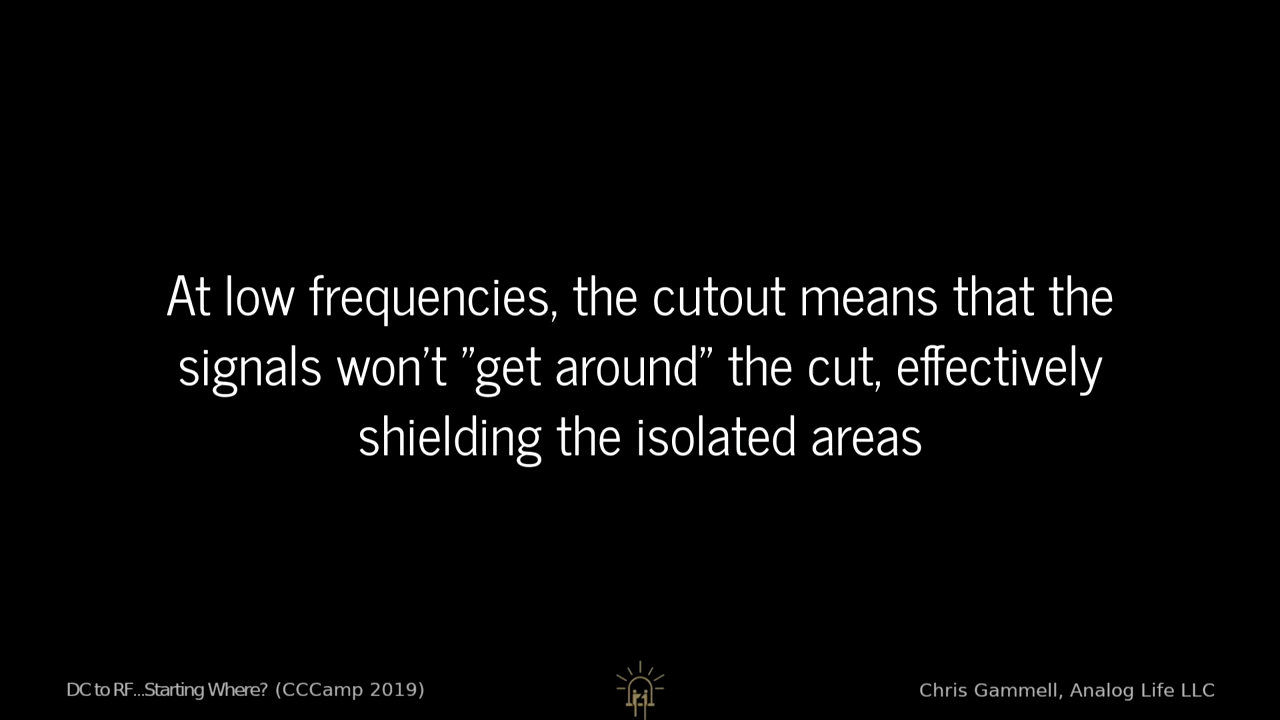 At low frequencies, the cutout means that the
signals won’t ”get around” the cut, effectively
shielding the isolated areas
DC to RF...Starting Where? (CCCamp 2019)
Chris Gammell, Analog Life LLC